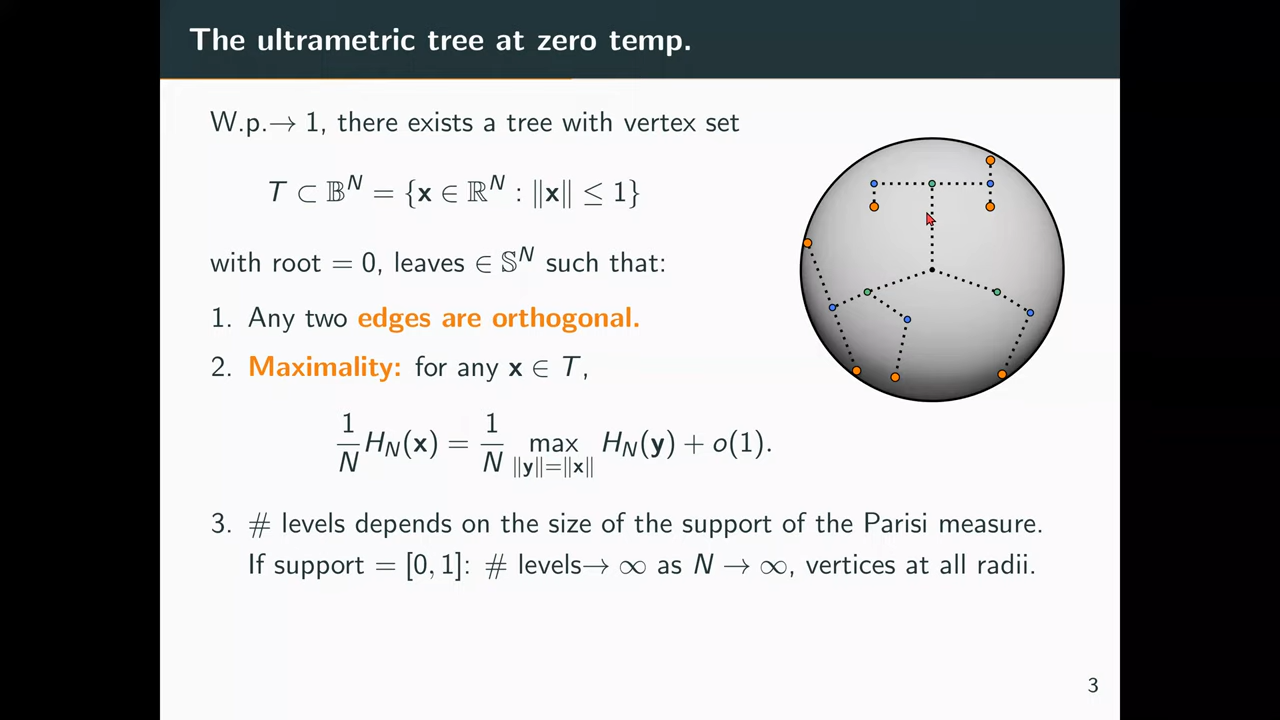 The ultrametric tree at zero temp.
W.p.→ 1, there exists a tree with vertex set
T ⊂ 𝔹^N = {x ∈ ℝ^N : ‖x‖ ≤ 1}
with root = 0, leaves ∈ 𝕊^N such that:
1. Any two edges are orthogonal.
2. Maximality: for any x ∈ T,
1/N H_N(x) = 1/N max_{‖y‖=‖x‖} H_N(y) + o(1).
3. # levels depends on the size of the support of the Parisi measure.
If support = [0, 1]: # levels→ ∞ as N → ∞, vertices at all radii.
3